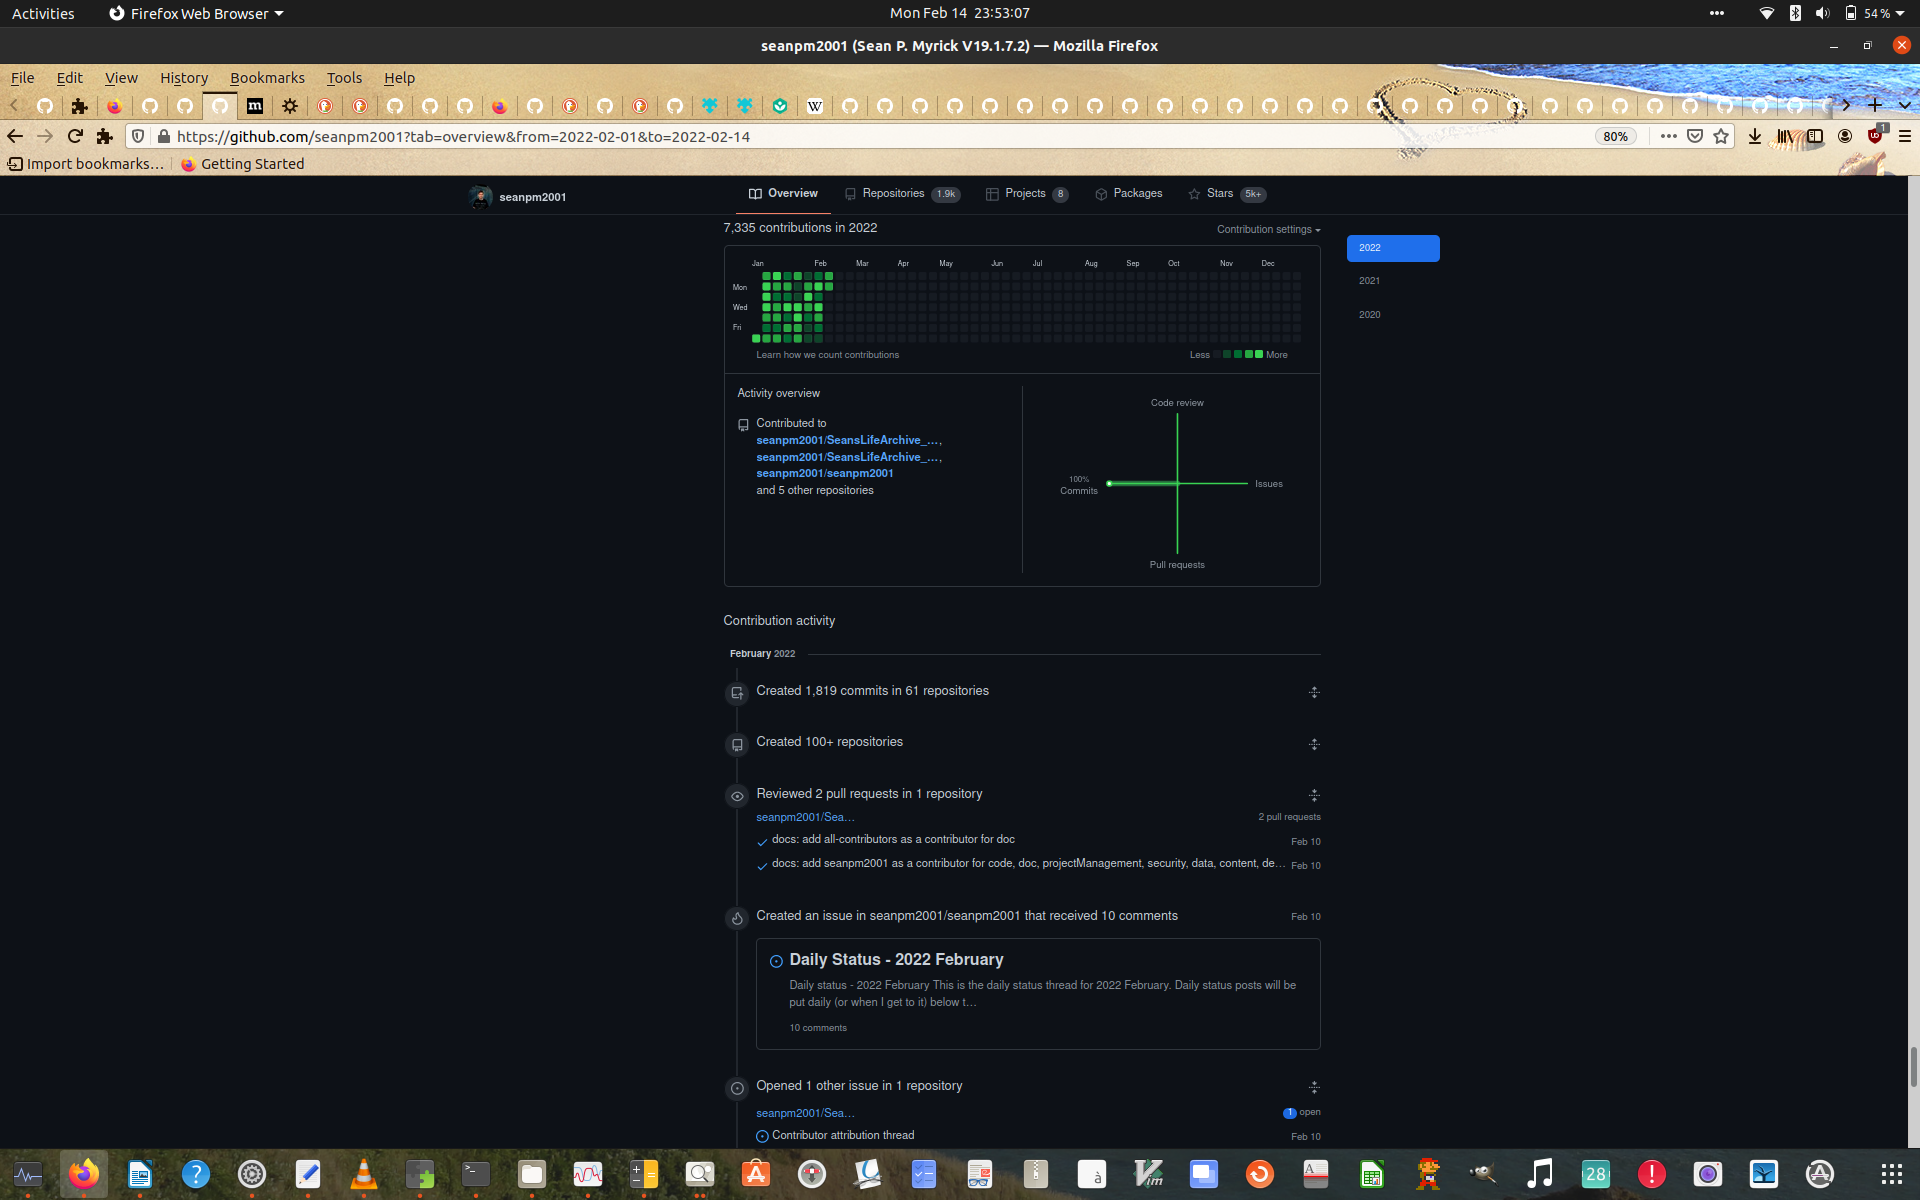 Activities Firefox Web Browser Mon Feb 14 23:53:07 54 %
seanpm2001 (Sean P. Myrick V19.1.7.2) — Mozilla Firefox
File Edit View History Bookmarks Tools Help
m W
https://github.com/seanpm2001?tab=overview&from=2022-02-01&to=2022-02-14 80% 1
Import bookmarks… Getting Started
seanpm2001 Overview Repositories 1.9k Projects 8 Packages Stars 5k+
7,335 contributions in 2022 Contribution settings
2022
2021
2020
Jan Feb Mar Apr May Jun Jul Aug Sep Oct Nov Dec
Mon
Wed
Fri
Learn how we count contributions Less More
Activity overview
Contributed to
seanpm2001/SeansLifeArchive_…,
seanpm2001/SeansLifeArchive_…,
seanpm2001/seanpm2001
and 5 other repositories
Code review
100%
Commits
Issues
Pull requests
Contribution activity
February 2022
Created 1,819 commits in 61 repositories
Created 100+ repositories
Reviewed 2 pull requests in 1 repository
seanpm2001/Sea… 2 pull requests
docs: add all-contributors as a contributor for doc Feb 10
docs: add seanpm2001 as a contributor for code, doc, projectManagement, security, data, content, de… Feb 10
Created an issue in seanpm2001/seanpm2001 that received 10 comments Feb 10
Daily Status - 2022 February
Daily status - 2022 February This is the daily status thread for 2022 February. Daily status posts will be
put daily (or when I get to it) below t…
10 comments
Opened 1 other issue in 1 repository
seanpm2001/Sea… 1 open
Contributor attribution thread Feb 10
28